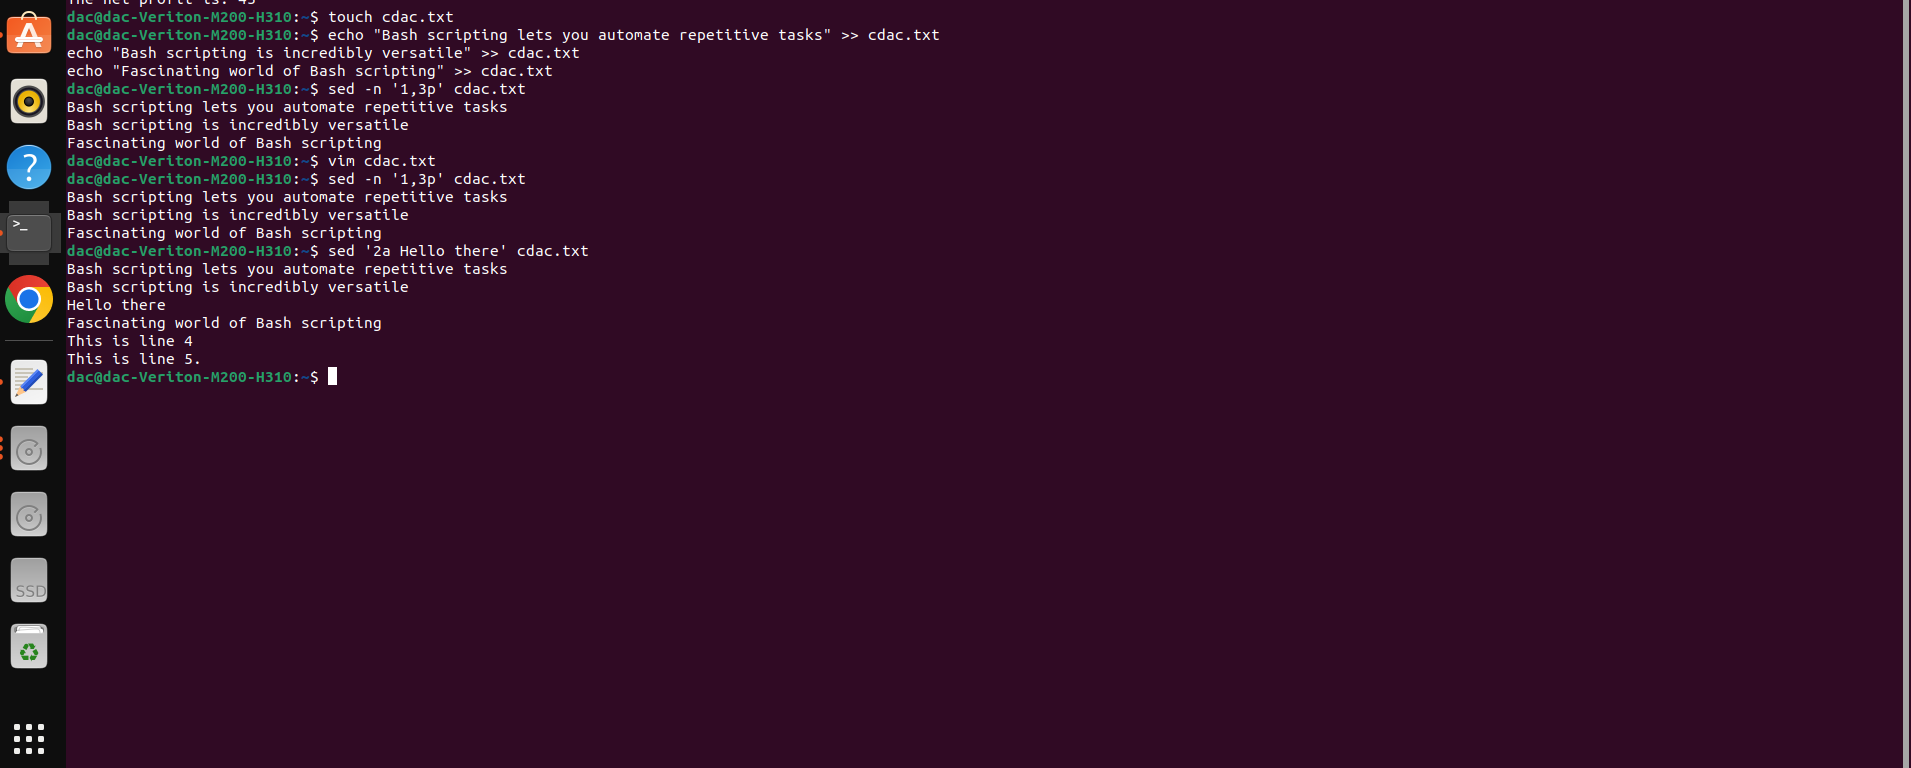 The net profit is: 45
dac@dac-Veriton-M200-H310:~$ touch cdac.txt
dac@dac-Veriton-M200-H310:~$ echo "Bash scripting lets you automate repetitive tasks" >> cdac.txt
echo "Bash scripting is incredibly versatile" >> cdac.txt
echo "Fascinating world of Bash scripting" >> cdac.txt
dac@dac-Veriton-M200-H310:~$ sed -n '1,3p' cdac.txt
Bash scripting lets you automate repetitive tasks
Bash scripting is incredibly versatile
Fascinating world of Bash scripting
dac@dac-Veriton-M200-H310:~$ vim cdac.txt
dac@dac-Veriton-M200-H310:~$ sed -n '1,3p' cdac.txt
Bash scripting lets you automate repetitive tasks
Bash scripting is incredibly versatile
Fascinating world of Bash scripting
dac@dac-Veriton-M200-H310:~$ sed '2a Hello there' cdac.txt
Bash scripting lets you automate repetitive tasks
Bash scripting is incredibly versatile
Hello there
Fascinating world of Bash scripting
This is line 4
This is line 5.
dac@dac-Veriton-M200-H310:~$
>_
SSD